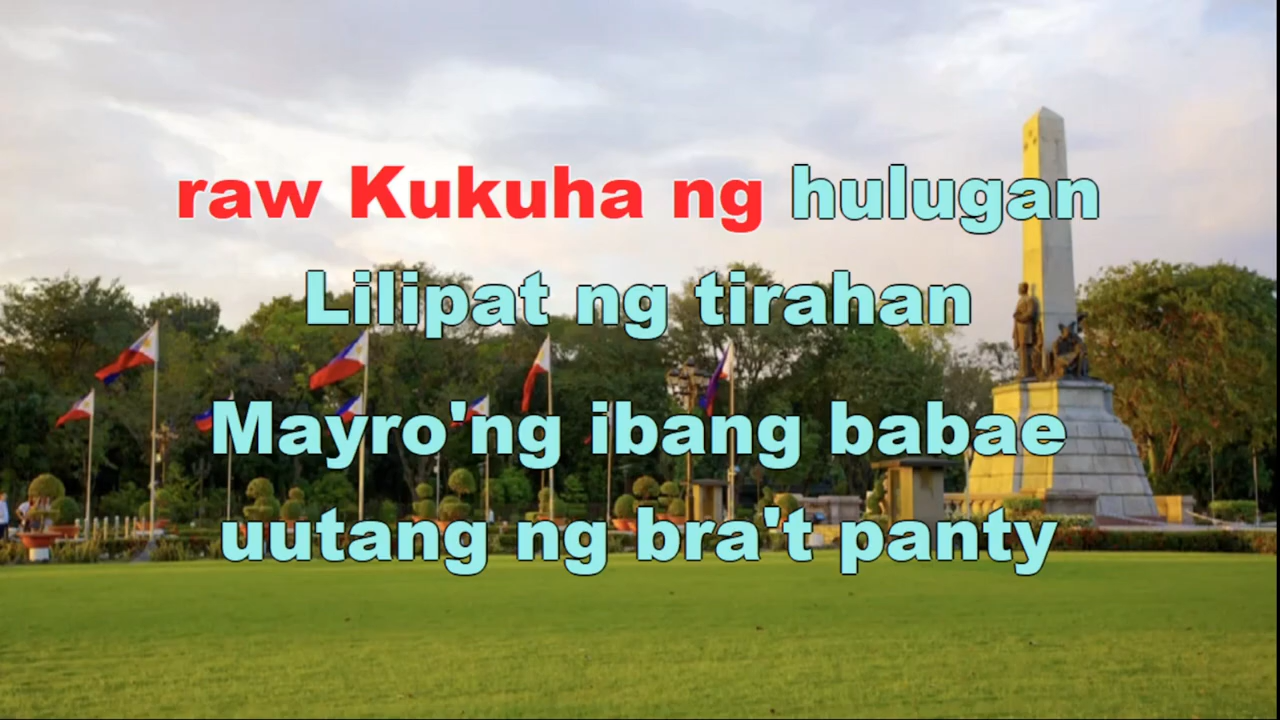 raw Kukuha ng hulugan
Lilipat ng tirahan
Mayro'ng ibang babae
uutang ng bra't panty